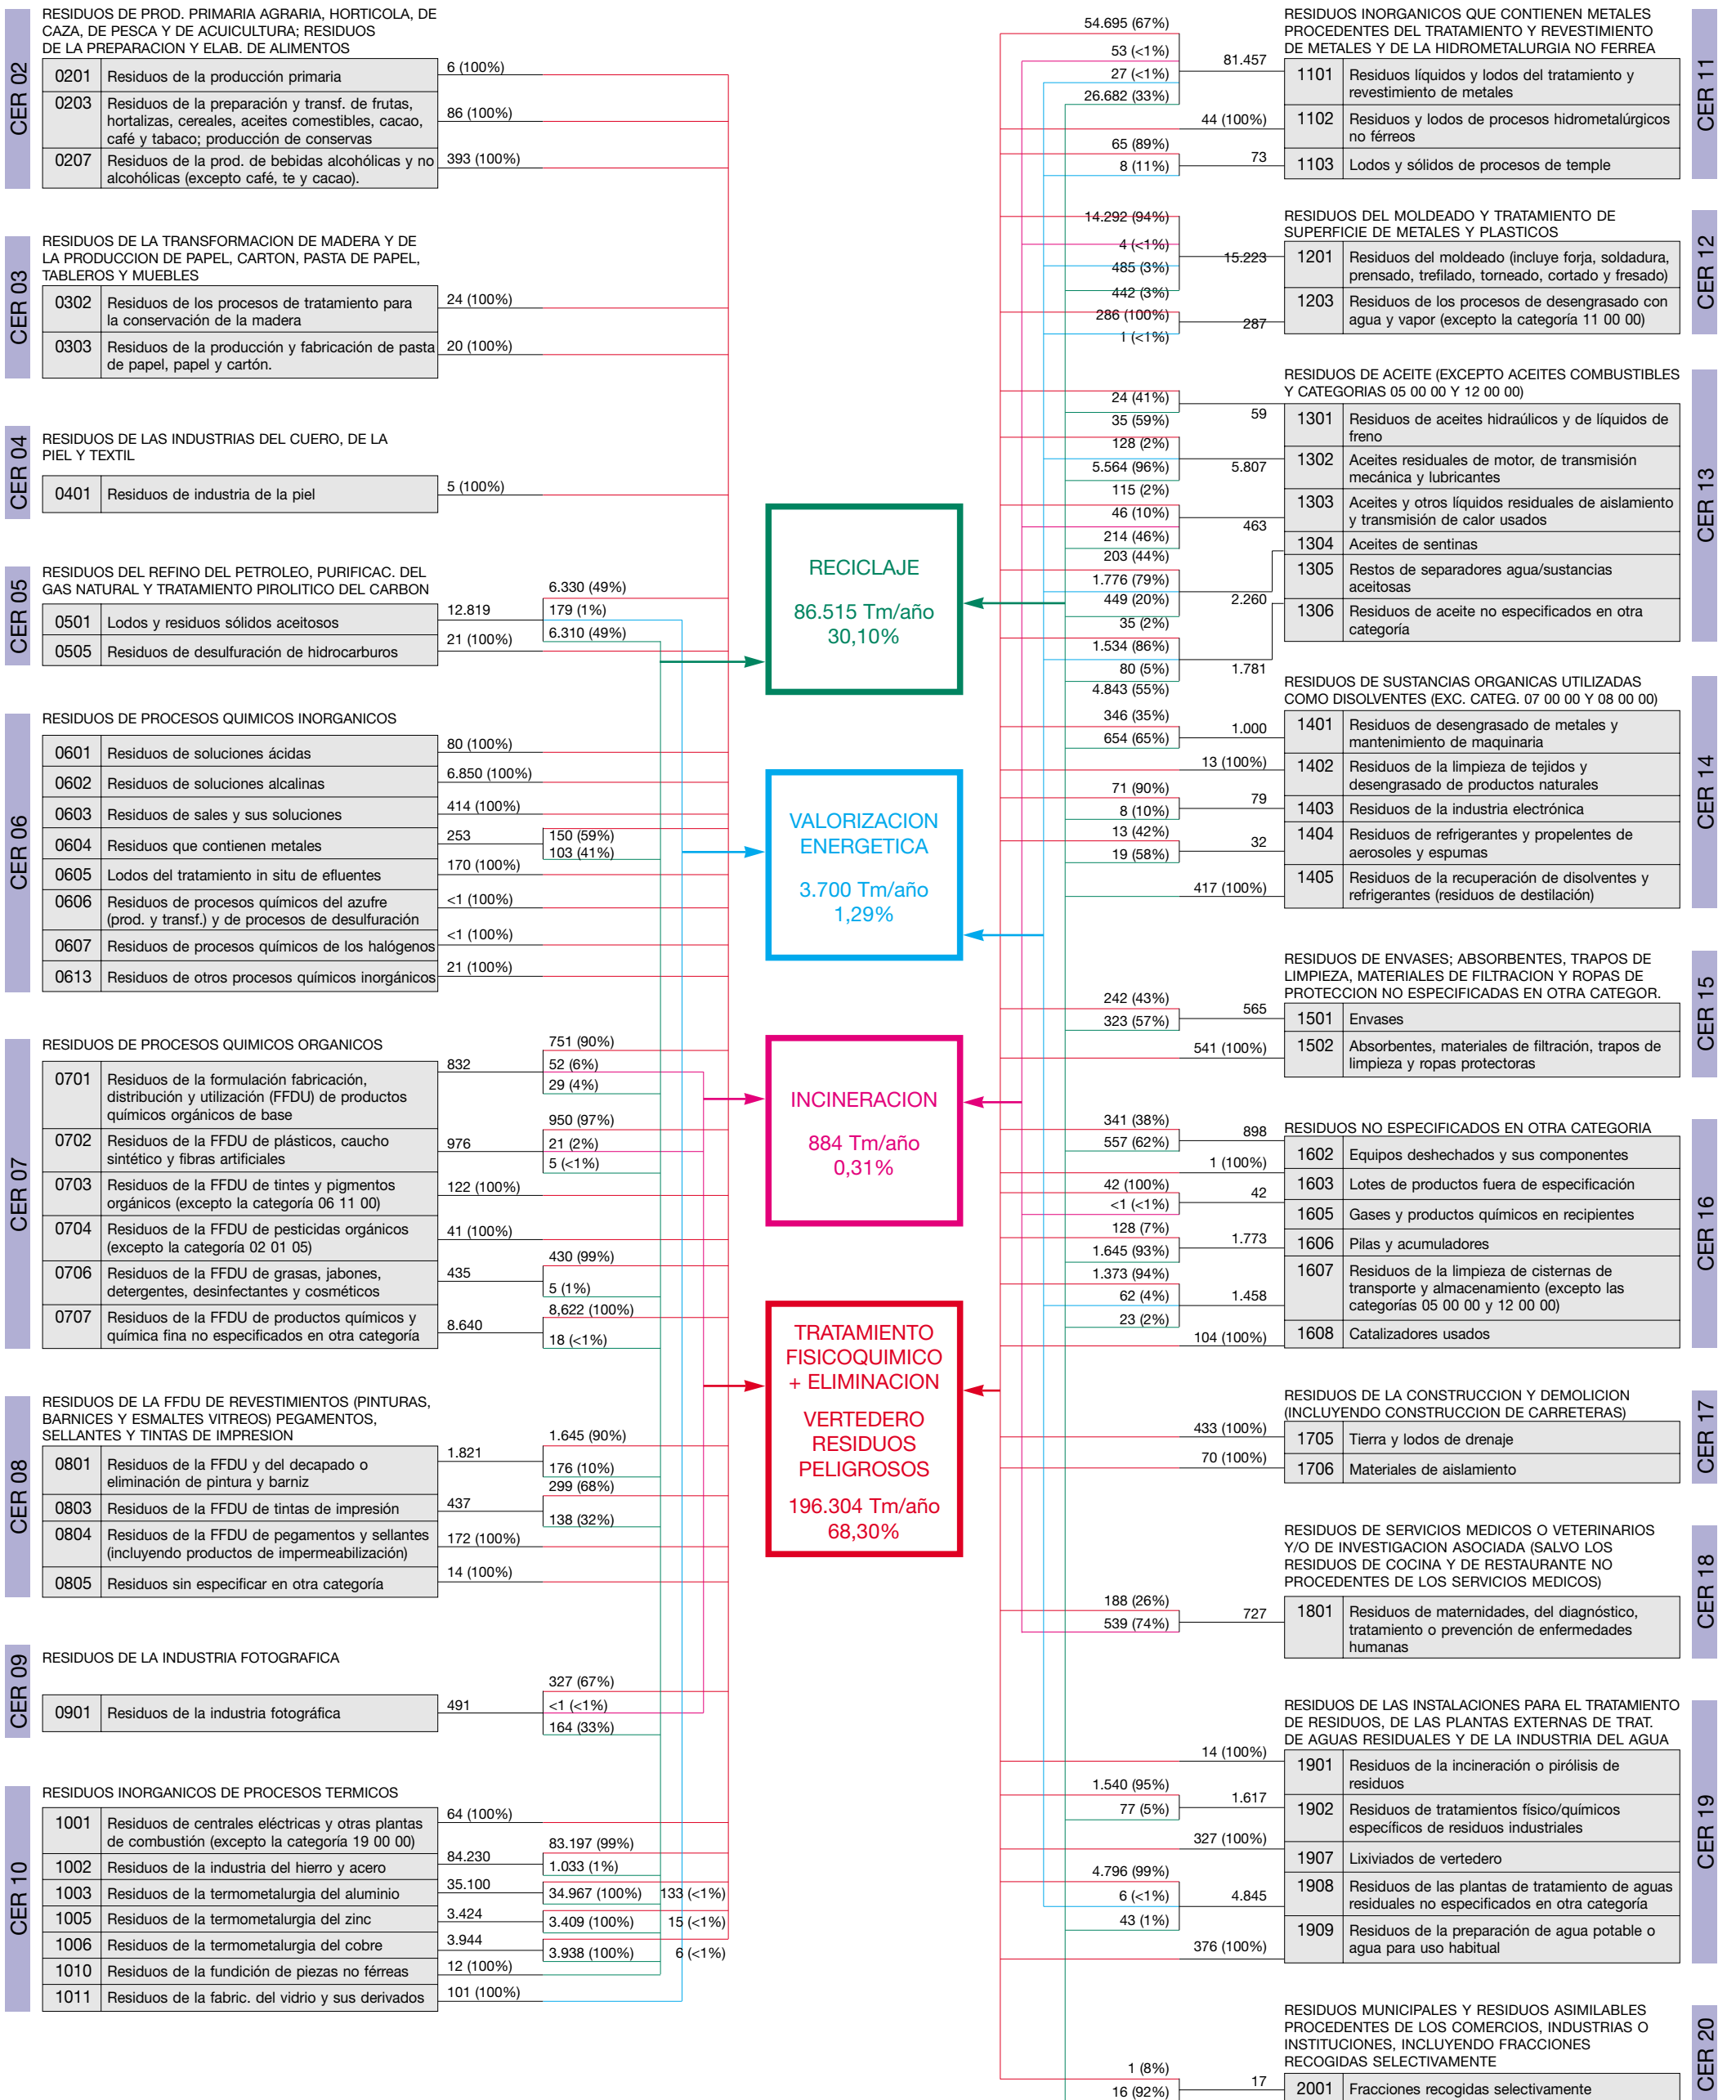 CER 02
RESIDUOS DE PROD. PRIMARIA AGRARIA, HORTICOLA, DE
CAZA, DE PESCA Y DE ACUICULTURA; RESIDUOS
DE LA PREPARACION Y ELAB. DE ALIMENTOS
0201 Residuos de la producción primaria 6 (100%)
0203 Residuos de la preparación y transf. de frutas,
hortalizas, cereales, aceites comestibles, cacao, 86 (100%)
café y tabaco; producción de conservas
0207 Residuos de la prod. de bebidas alcohólicas y no 393 (100%)
alcohólicas (excepto café, te y cacao).
CER 03
RESIDUOS DE LA TRANSFORMACION DE MADERA Y DE
LA PRODUCCION DE PAPEL, CARTON, PASTA DE PAPEL,
TABLEROS Y MUEBLES
0302 Residuos de los procesos de tratamiento para 24 (100%)
la conservación de la madera
0303 Residuos de la producción y fabricación de pasta 20 (100%)
de papel, papel y cartón.
CER 04
RESIDUOS DE LAS INDUSTRIAS DEL CUERO, DE LA
PIEL Y TEXTIL
0401 Residuos de industria de la piel 5 (100%)
CER 05
RESIDUOS DEL REFINO DEL PETROLEO, PURIFICAC. DEL
GAS NATURAL Y TRATAMIENTO PIROLITICO DEL CARBON
6.330 (49%)
0501 Lodos y residuos sólidos aceitosos 12.819 179 (1%)
6.310 (49%)
0505 Residuos de desulfuración de hidrocarburos 21 (100%)
CER 06
RESIDUOS DE PROCESOS QUIMICOS INORGANICOS
0601 Residuos de soluciones ácidas 80 (100%)
0602 Residuos de soluciones alcalinas 6.850 (100%)
0603 Residuos de sales y sus soluciones 414 (100%)
0604 Residuos que contienen metales 253 150 (59%)
103 (41%)
0605 Lodos del tratamiento in situ de efluentes 170 (100%)
0606 Residuos de procesos químicos del azufre <1 (100%)
(prod. y transf.) y de procesos de desulfuración
0607 Residuos de procesos químicos de los halógenos <1 (100%)
0613 Residuos de otros procesos químicos inorgánicos 21 (100%)
CER 07
RESIDUOS DE PROCESOS QUIMICOS ORGANICOS
751 (90%)
0701 Residuos de la formulación fabricación, 832 52 (6%)
distribución y utilización (FFDU) de productos 29 (4%)
químicos orgánicos de base
950 (97%)
0702 Residuos de la FFDU de plásticos, caucho 976 21 (2%)
sintético y fibras artificiales 5 (<1%)
0703 Residuos de la FFDU de tintes y pigmentos 122 (100%)
orgánicos (excepto la categoría 06 11 00)
0704 Residuos de la FFDU de pesticidas orgánicos 41 (100%)
(excepto la categoría 02 01 05)
430 (99%)
0706 Residuos de la FFDU de grasas, jabones, 435
detergentes, desinfectantes y cosméticos 5 (1%)
8,622 (100%)
0707 Residuos de la FFDU de productos químicos y 8.640
química fina no especificados en otra categoría 18 (<1%)
CER 08
RESIDUOS DE LA FFDU DE REVESTIMIENTOS (PINTURAS,
BARNICES Y ESMALTES VITREOS) PEGAMENTOS,
SELLANTES Y TINTAS DE IMPRESION
1.645 (90%)
0801 Residuos de la FFDU y del decapado o 1.821
eliminación de pintura y barniz 176 (10%)
299 (68%)
0803 Residuos de la FFDU de tintas de impresión 437
138 (32%)
0804 Residuos de la FFDU de pegamentos y sellantes 172 (100%)
(incluyendo productos de impermeabilización)
0805 Residuos sin especificar en otra categoría 14 (100%)
CER 09
RESIDUOS DE LA INDUSTRIA FOTOGRAFICA
327 (67%)
0901 Residuos de la industria fotográfica 491 <1 (<1%)
164 (33%)
CER 10
RESIDUOS INORGANICOS DE PROCESOS TERMICOS
1001 Residuos de centrales eléctricas y otras plantas 64 (100%)
de combustión (excepto la categoría 19 00 00)
83.197 (99%)
1002 Residuos de la industria del hierro y acero 84.230 1.033 (1%)
1003 Residuos de la termometalurgia del aluminio 35.100 34.967 (100%) 133 (<1%)
1005 Residuos de la termometalurgia del zinc 3.424 3.409 (100%) 15 (<1%)
1006 Residuos de la termometalurgia del cobre 3.944 3.938 (100%) 6 (<1%)
1010 Residuos de la fundición de piezas no férreas 12 (100%)
1011 Residuos de la fabric. del vidrio y sus derivados 101 (100%)
RECICLAJE
86.515 Tm/año
30,10%
VALORIZACION
ENERGETICA
3.700 Tm/año
1,29%
INCINERACION
884 Tm/año
0,31%
TRATAMIENTO
FISICOQUIMICO
+ ELIMINACION
VERTEDERO
RESIDUOS
PELIGROSOS
196.304 Tm/año
68,30%
CER 11
RESIDUOS INORGANICOS QUE CONTIENEN METALES
PROCEDENTES DEL TRATAMIENTO Y REVESTIMIENTO
DE METALES Y DE LA HIDROMETALURGIA NO FERREA
54.695 (67%)
53 (<1%)
27 (<1%)
26.682 (33%)
81.457 1101 Residuos líquidos y lodos del tratamiento y
revestimiento de metales
44 (100%) 1102 Residuos y lodos de procesos hidrometalúrgicos
no férreos
65 (89%)
8 (11%)
73 1103 Lodos y sólidos de procesos de temple
CER 12
RESIDUOS DEL MOLDEADO Y TRATAMIENTO DE
SUPERFICIE DE METALES Y PLASTICOS
14.292 (94%)
4 (<1%)
485 (3%)
442 (3%)
15.223 1201 Residuos del moldeado (incluye forja, soldadura,
prensado, trefilado, torneado, cortado y fresado)
286 (100%)
1 (<1%)
287 1203 Residuos de los procesos de desengrasado con
agua y vapor (excepto la categoría 11 00 00)
CER 13
RESIDUOS DE ACEITE (EXCEPTO ACEITES COMBUSTIBLES
Y CATEGORIAS 05 00 00 Y 12 00 00)
24 (41%)
35 (59%)
59 1301 Residuos de aceites hidraúlicos y de líquidos de
freno
128 (2%)
5.564 (96%)
115 (2%)
5.807 1302 Aceites residuales de motor, de transmisión
mecánica y lubricantes
46 (10%)
214 (46%)
203 (44%)
463 1303 Aceites y otros líquidos residuales de aislamiento
y transmisión de calor usados
1304 Aceites de sentinas
1.776 (79%)
449 (20%)
35 (2%)
2.260 1305 Restos de separadores agua/sustancias
aceitosas
1.534 (86%)
80 (5%)
4.843 (55%)
1.781 1306 Residuos de aceite no especificados en otra
categoría
CER 14
RESIDUOS DE SUSTANCIAS ORGANICAS UTILIZADAS
COMO DISOLVENTES (EXC. CATEG. 07 00 00 Y 08 00 00)
346 (35%)
654 (65%)
1.000 1401 Residuos de desengrasado de metales y
mantenimiento de maquinaria
13 (100%) 1402 Residuos de la limpieza de tejidos y
desengrasado de productos naturales
71 (90%)
8 (10%)
79 1403 Residuos de la industria electrónica
13 (42%)
19 (58%)
32 1404 Residuos de refrigerantes y propelentes de
aerosoles y espumas
417 (100%) 1405 Residuos de la recuperación de disolventes y
refrigerantes (residuos de destilación)
CER 15
RESIDUOS DE ENVASES; ABSORBENTES, TRAPOS DE
LIMPIEZA, MATERIALES DE FILTRACION Y ROPAS DE
PROTECCION NO ESPECIFICADAS EN OTRA CATEGOR.
242 (43%)
323 (57%)
565 1501 Envases
541 (100%) 1502 Absorbentes, materiales de filtración, trapos de
limpieza y ropas protectoras
CER 16
RESIDUOS NO ESPECIFICADOS EN OTRA CATEGORIA
341 (38%)
557 (62%)
898 1602 Equipos deshechados y sus componentes
1 (100%) 1603 Lotes de productos fuera de especificación
42 (100%)
<1 (<1%)
42 1605 Gases y productos químicos en recipientes
128 (7%)
1.645 (93%)
1.773 1606 Pilas y acumuladores
1.373 (94%)
62 (4%)
23 (2%)
1.458 1607 Residuos de la limpieza de cisternas de
transporte y almacenamiento (excepto las
categorías 05 00 00 y 12 00 00)
104 (100%) 1608 Catalizadores usados
CER 17
RESIDUOS DE LA CONSTRUCCION Y DEMOLICION
(INCLUYENDO CONSTRUCCION DE CARRETERAS)
433 (100%) 1705 Tierra y lodos de drenaje
70 (100%) 1706 Materiales de aislamiento
CER 18
RESIDUOS DE SERVICIOS MEDICOS O VETERINARIOS
Y/O DE INVESTIGACION ASOCIADA (SALVO LOS
RESIDUOS DE COCINA Y DE RESTAURANTE NO
PROCEDENTES DE LOS SERVICIOS MEDICOS)
188 (26%)
539 (74%)
727 1801 Residuos de maternidades, del diagnóstico,
tratamiento o prevención de enfermedades
humanas
CER 19
RESIDUOS DE LAS INSTALACIONES PARA EL TRATAMIENTO
DE RESIDUOS, DE LAS PLANTAS EXTERNAS DE TRAT.
DE AGUAS RESIDUALES Y DE LA INDUSTRIA DEL AGUA
14 (100%) 1901 Residuos de la incineración o pirólisis de
residuos
1.540 (95%)
77 (5%)
1.617 1902 Residuos de tratamientos físico/químicos
específicos de residuos industriales
327 (100%) 1907 Lixiviados de vertedero
4.796 (99%)
6 (<1%)
43 (1%)
4.845 1908 Residuos de las plantas de tratamiento de aguas
residuales no especificados en otra categoría
376 (100%) 1909 Residuos de la preparación de agua potable o
agua para uso habitual
CER 20
RESIDUOS MUNICIPALES Y RESIDUOS ASIMILABLES
PROCEDENTES DE LOS COMERCIOS, INDUSTRIAS O
INSTITUCIONES, INCLUYENDO FRACCIONES
RECOGIDAS SELECTIVAMENTE
1 (8%)
16 (92%)
17 2001 Fracciones recogidas selectivamente